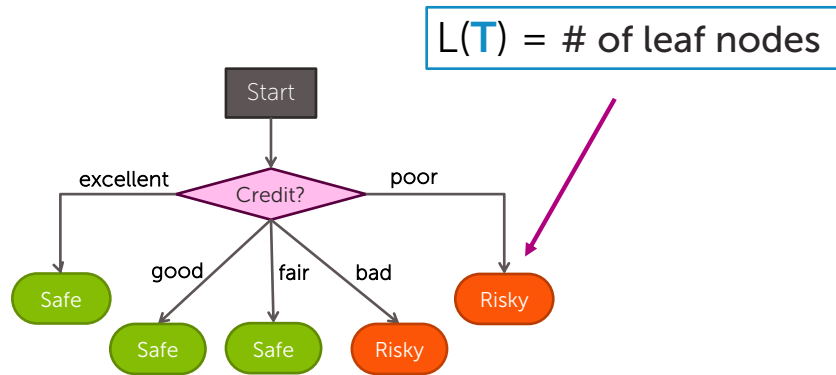 L(T) = # of leaf nodes
Start
excellent
poor
Credit?
good
fair
bad
Safe
Risky
Safe
Safe
Risky